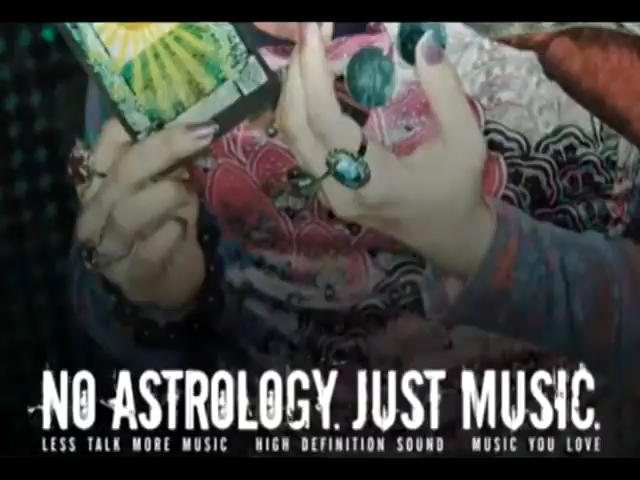 NO ASTROLOGY. JUST MUSIC.
LESS TALK MORE MUSIC HIGH DEFINITION SOUND MUSIC YOU LOVE